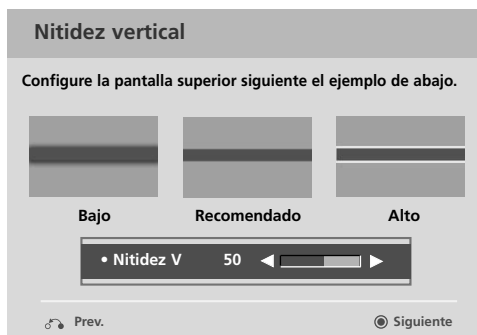 Nitidez vertical
Configure la pantalla superior siguiente el ejemplo de abajo.
Bajo Recomendado Alto
• Nitidez V 50
Prev. Siguiente